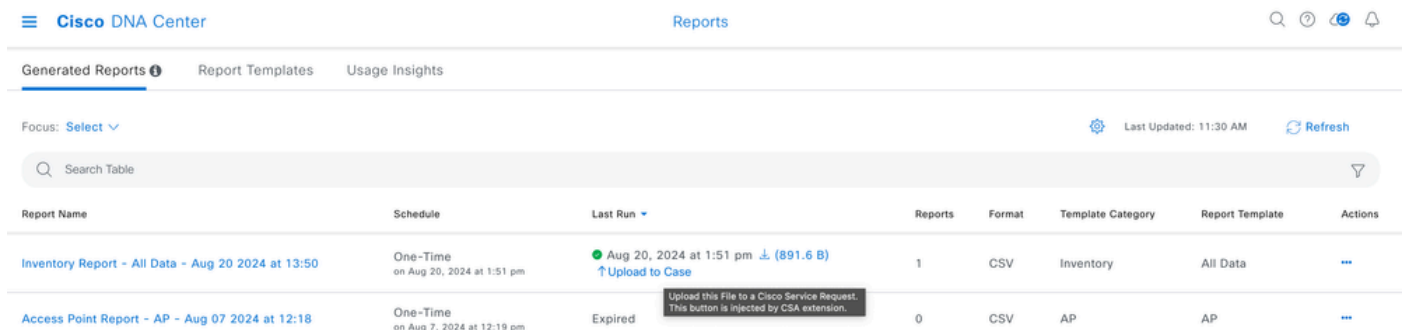 Cisco DNA Center
Reports
Generated Reports
Report Templates
Usage Insights
Focus: Select
Last Updated: 11:30 AM
Refresh
Search Table
Report Name
Schedule
Last Run
Reports
Format
Template Category
Report Template
Actions
Inventory Report - All Data - Aug 20 2024 at 13:50
One-Time
on Aug 20, 2024 at 1:51 pm
Aug 20, 2024 at 1:51 pm (891.6 B)
Upload to Case
1
CSV
Inventory
All Data
Upload this File to a Cisco Service Request.
This button is injected by CSA extension.
Access Point Report - AP - Aug 07 2024 at 12:18
One-Time
on Aug 7, 2024 at 12:19 pm
Expired
0
CSV
AP
AP